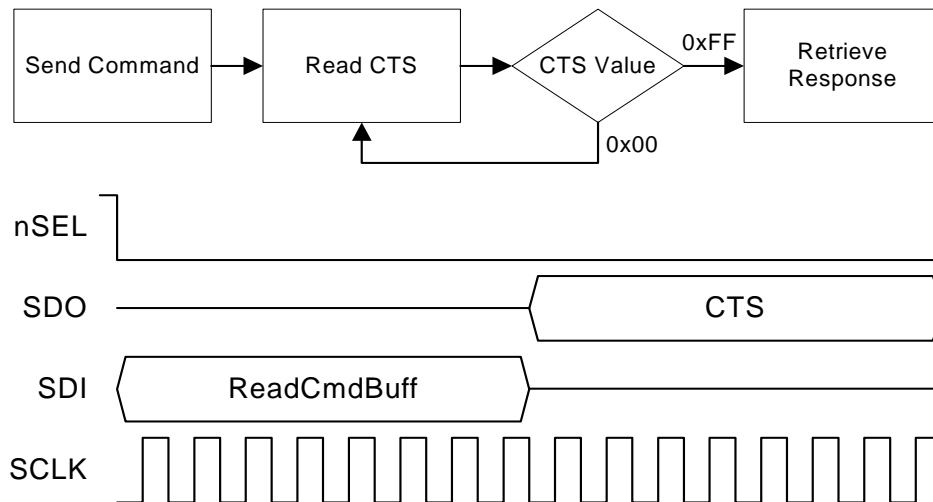 Send Command
Read CTS
CTS Value
0xFF
Retrieve
Response
0x00
nSEL
SDO
CTS
SDI
ReadCmdBuff
SCLK